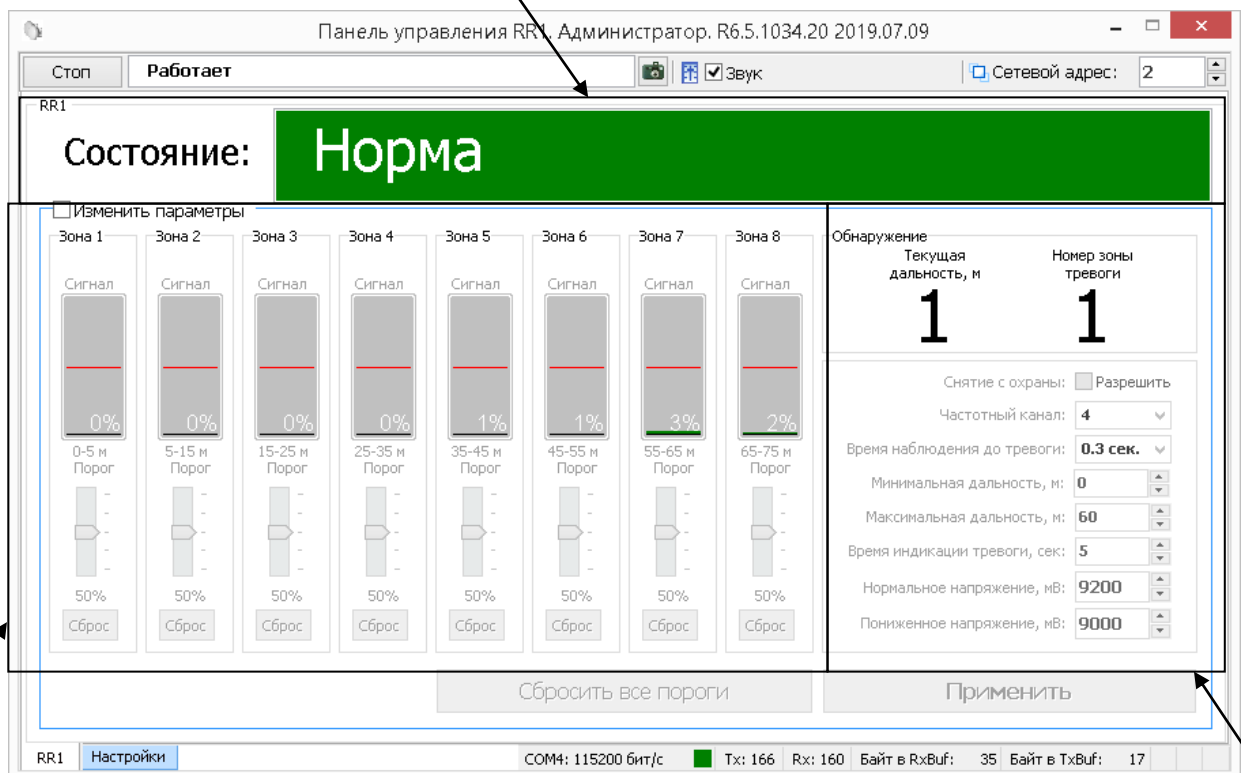 Панель управления RR1. Администратор. R6.5.1034.20 2019.07.09
Стоп Работает Звук Сетевой адрес: 2
RR1
Состояние: Норма
Изменить параметры
Зона 1 Зона 2 Зона 3 Зона 4 Зона 5 Зона 6 Зона 7 Зона 8
Сигнал Сигнал Сигнал Сигнал Сигнал Сигнал Сигнал Сигнал
0% 0% 0% 0% 1% 1% 3% 2%
0-5 м 5-15 м 15-25 м 25-35 м 35-45 м 45-55 м 55-65 м 65-75 м
Порог Порог Порог Порог Порог Порог Порог Порог
50% 50% 50% 50% 50% 50% 50% 50%
Сброс Сброс Сброс Сброс Сброс Сброс Сброс Сброс
Обнаружение
Текущая Номер зоны
дальность, м тревоги
1 1
Снятие с охраны: Разрешить
Частотный канал: 4
Время наблюдения до тревоги: 0.3 сек.
Минимальная дальность, м: 0
Максимальная дальность, м: 60
Время индикации тревоги, сек: 5
Нормальное напряжение, мВ: 9200
Пониженное напряжение, мВ: 9000
Сбросить все пороги Применить
RR1 Настройки COM4: 115200 бит/с Tx: 166 Rx: 160 Байт в RxBuf: 35 Байт в TxBuf: 17